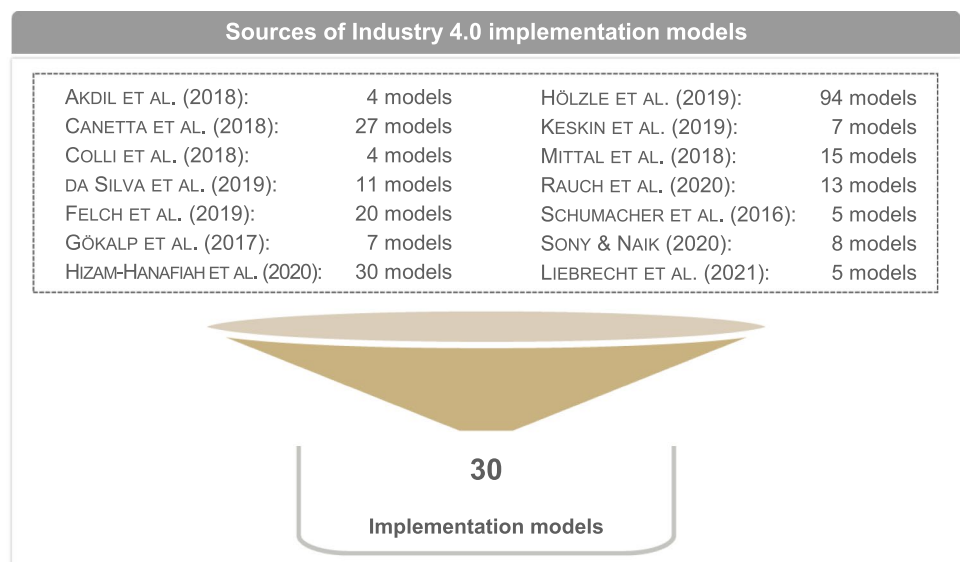 Sources of Industry 4.0 implementation models
AKDIL ET AL. (2018): 4 models
CANETTA ET AL. (2018): 27 models
COLLI ET AL. (2018): 4 models
DA SILVA ET AL. (2019): 11 models
FELCH ET AL. (2019): 20 models
GÖKALP ET AL. (2017): 7 models
HIZAM-HANAFIAH ET AL. (2020): 30 models
HÖLZLE ET AL. (2019): 94 models
KESKIN ET AL. (2019): 7 models
MITTAL ET AL. (2018): 15 models
RAUCH ET AL. (2020): 13 models
SCHUMACHER ET AL. (2016): 5 models
SONY & NAIK (2020): 8 models
LIEBRECHT ET AL. (2021): 5 models
30
Implementation models